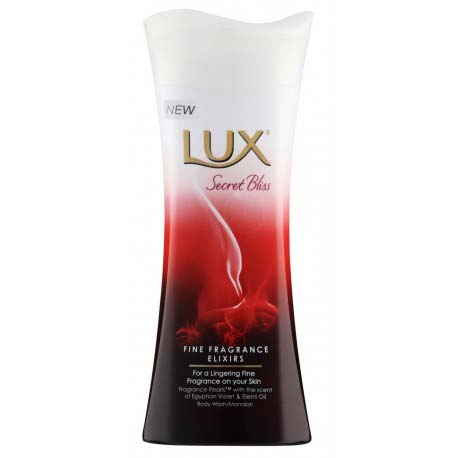 NEW
LUX®
Secret Bliss
FINE FRAGRANCE
ELIXIRS
For a Lingering Fine
Fragrance on your Skin
Fragrance Pearls™ with the scent
of Egyptian Violet & Elemi Oil
Body Wash/Mandian